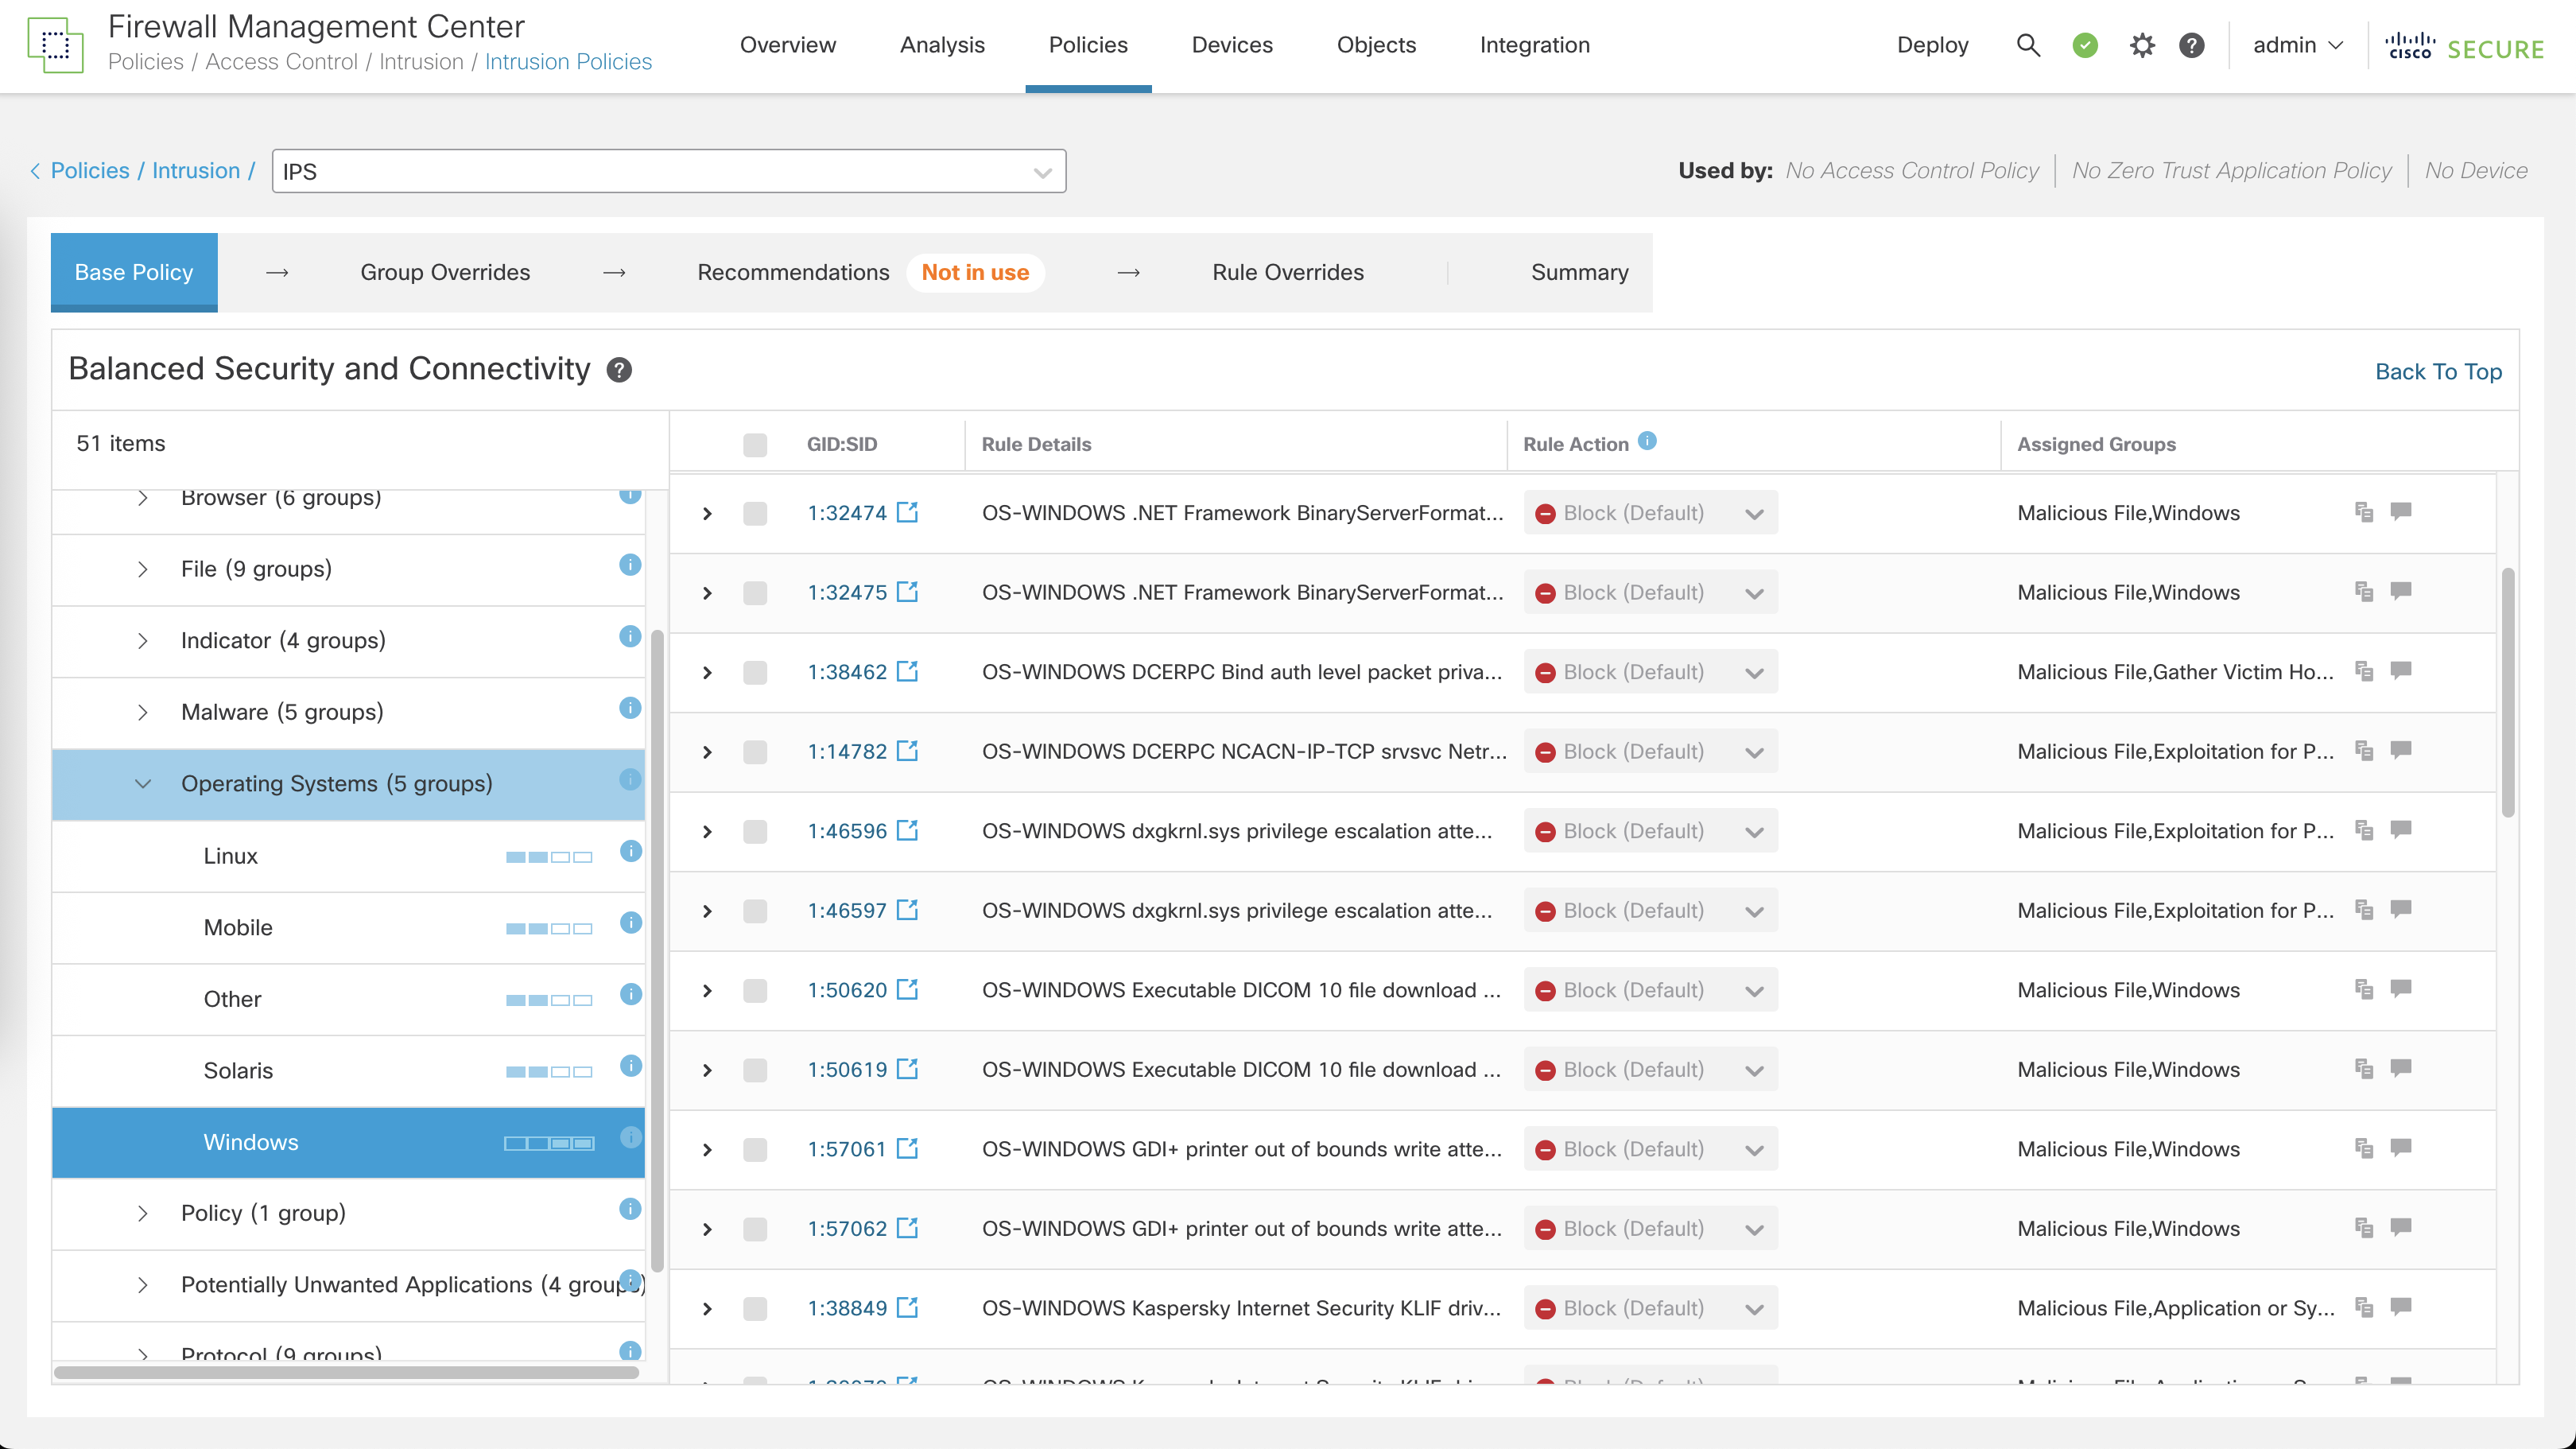 Firewall Management Center
Policies / Access Control / Intrusion / Intrusion Policies
Overview Analysis Policies Devices Objects Integration
Deploy admin cisco SECURE
Policies / Intrusion / IPS
Used by: No Access Control Policy No Zero Trust Application Policy No Device
Base Policy → Group Overrides → Recommendations Not in use → Rule Overrides Summary
Balanced Security and Connectivity
Back To Top
51 items
Browser (6 groups)
File (9 groups)
Indicator (4 groups)
Malware (5 groups)
Operating Systems (5 groups)
Linux
Mobile
Other
Solaris
Windows
Policy (1 group)
Potentially Unwanted Applications (4 groups)
Protocol (9 groups)
GID:SID Rule Details Rule Action Assigned Groups
1:32474 OS-WINDOWS .NET Framework BinaryServerFormat... Block (Default) Malicious File,Windows
1:32475 OS-WINDOWS .NET Framework BinaryServerFormat... Block (Default) Malicious File,Windows
1:38462 OS-WINDOWS DCERPC Bind auth level packet priva... Block (Default) Malicious File,Gather Victim Ho...
1:14782 OS-WINDOWS DCERPC NCACN-IP-TCP srvsvc Netr... Block (Default) Malicious File,Exploitation for P...
1:46596 OS-WINDOWS dxgkrnl.sys privilege escalation atte... Block (Default) Malicious File,Exploitation for P...
1:46597 OS-WINDOWS dxgkrnl.sys privilege escalation atte... Block (Default) Malicious File,Exploitation for P...
1:50620 OS-WINDOWS Executable DICOM 10 file download ... Block (Default) Malicious File,Windows
1:50619 OS-WINDOWS Executable DICOM 10 file download ... Block (Default) Malicious File,Windows
1:57061 OS-WINDOWS GDI+ printer out of bounds write atte... Block (Default) Malicious File,Windows
1:57062 OS-WINDOWS GDI+ printer out of bounds write atte... Block (Default) Malicious File,Windows
1:38849 OS-WINDOWS Kaspersky Internet Security KLIF driv... Block (Default) Malicious File,Application or Sy...